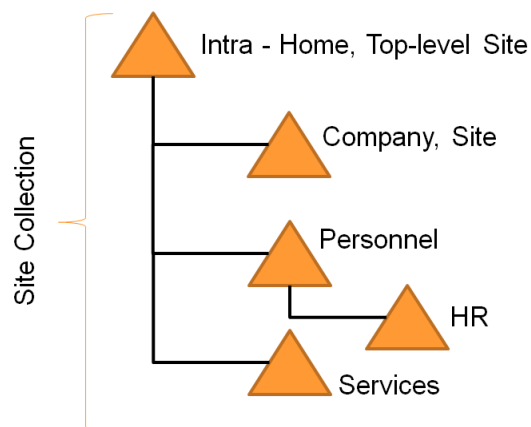 Intra - Home, Top-level Site
Company, Site
Site Collection
Personnel
HR
Services